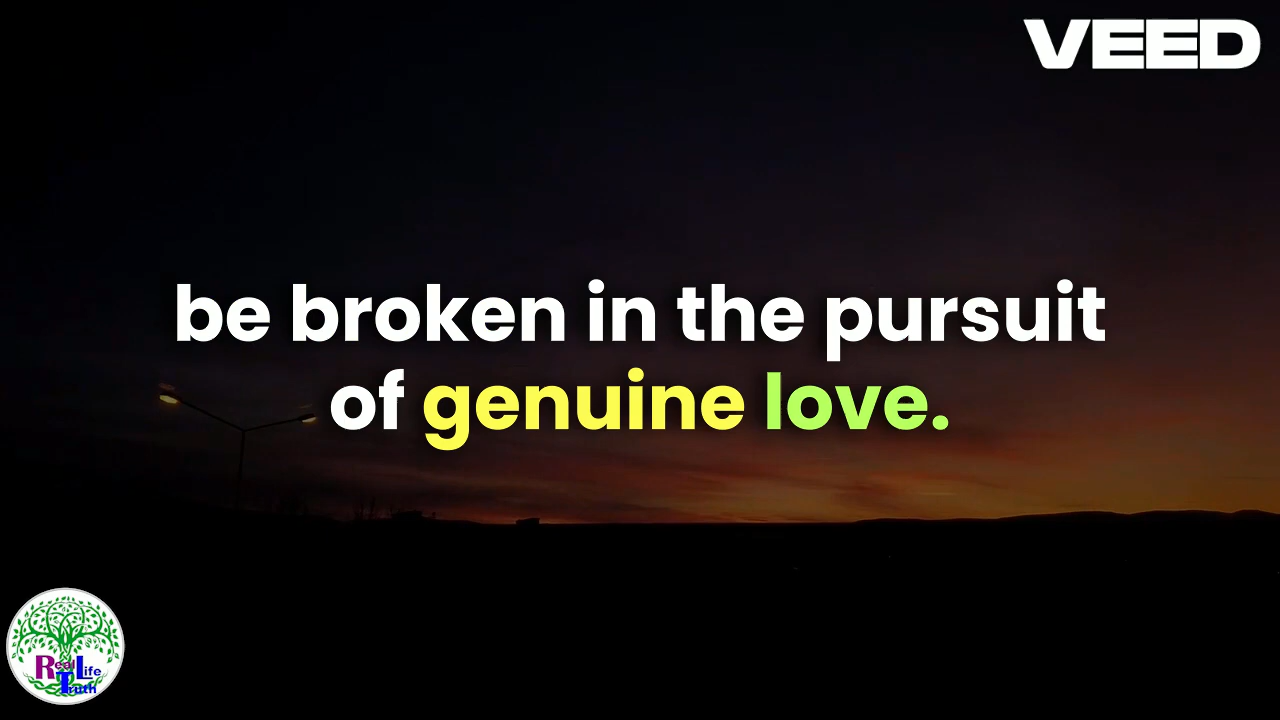 VEED
be broken in the pursuit
of genuine love.
Real Life
Truth